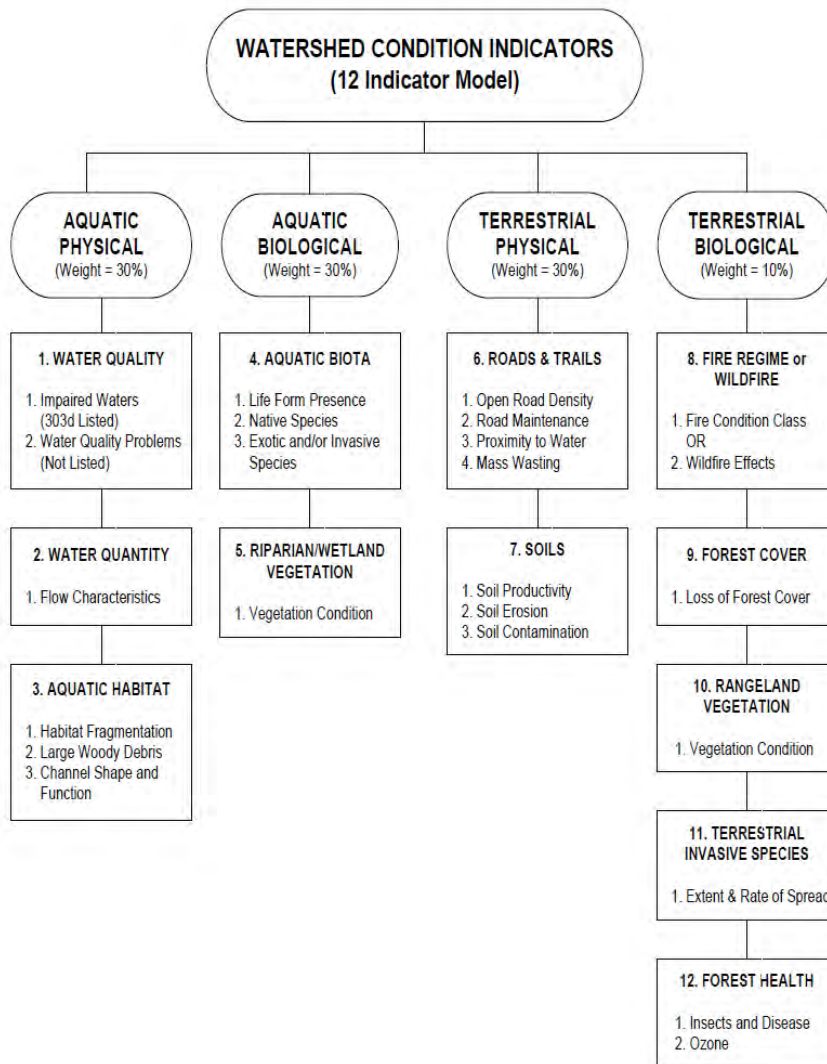 WATERSHED CONDITION INDICATORS
(12 Indicator Model)
AQUATIC
PHYSICAL
(Weight = 30%)
AQUATIC
BIOLOGICAL
(Weight = 30%)
TERRESTRIAL
PHYSICAL
(Weight = 30%)
TERRESTRIAL
BIOLOGICAL
(Weight = 10%)
1. WATER QUALITY
1. Impaired Waters
(303d Listed)
2. Water Quality Problems
(Not Listed)
2. WATER QUANTITY
1. Flow Characteristics
3. AQUATIC HABITAT
1. Habitat Fragmentation
2. Large Woody Debris
3. Channel Shape and
Function
4. AQUATIC BIOTA
1. Life Form Presence
2. Native Species
3. Exotic and/or Invasive
Species
5. RIPARIAN/WETLAND
VEGETATION
1. Vegetation Condition
6. ROADS & TRAILS
1. Open Road Density
2. Road Maintenance
3. Proximity to Water
4. Mass Wasting
7. SOILS
1. Soil Productivity
2. Soil Erosion
3. Soil Contamination
8. FIRE REGIME or
WILDFIRE
1. Fire Condition Class
OR
2. Wildfire Effects
9. FOREST COVER
1. Loss of Forest Cover
10. RANGELAND
VEGETATION
1. Vegetation Condition
11. TERRESTRIAL
INVASIVE SPECIES
1. Extent & Rate of Spread
12. FOREST HEALTH
1. Insects and Disease
2. Ozone